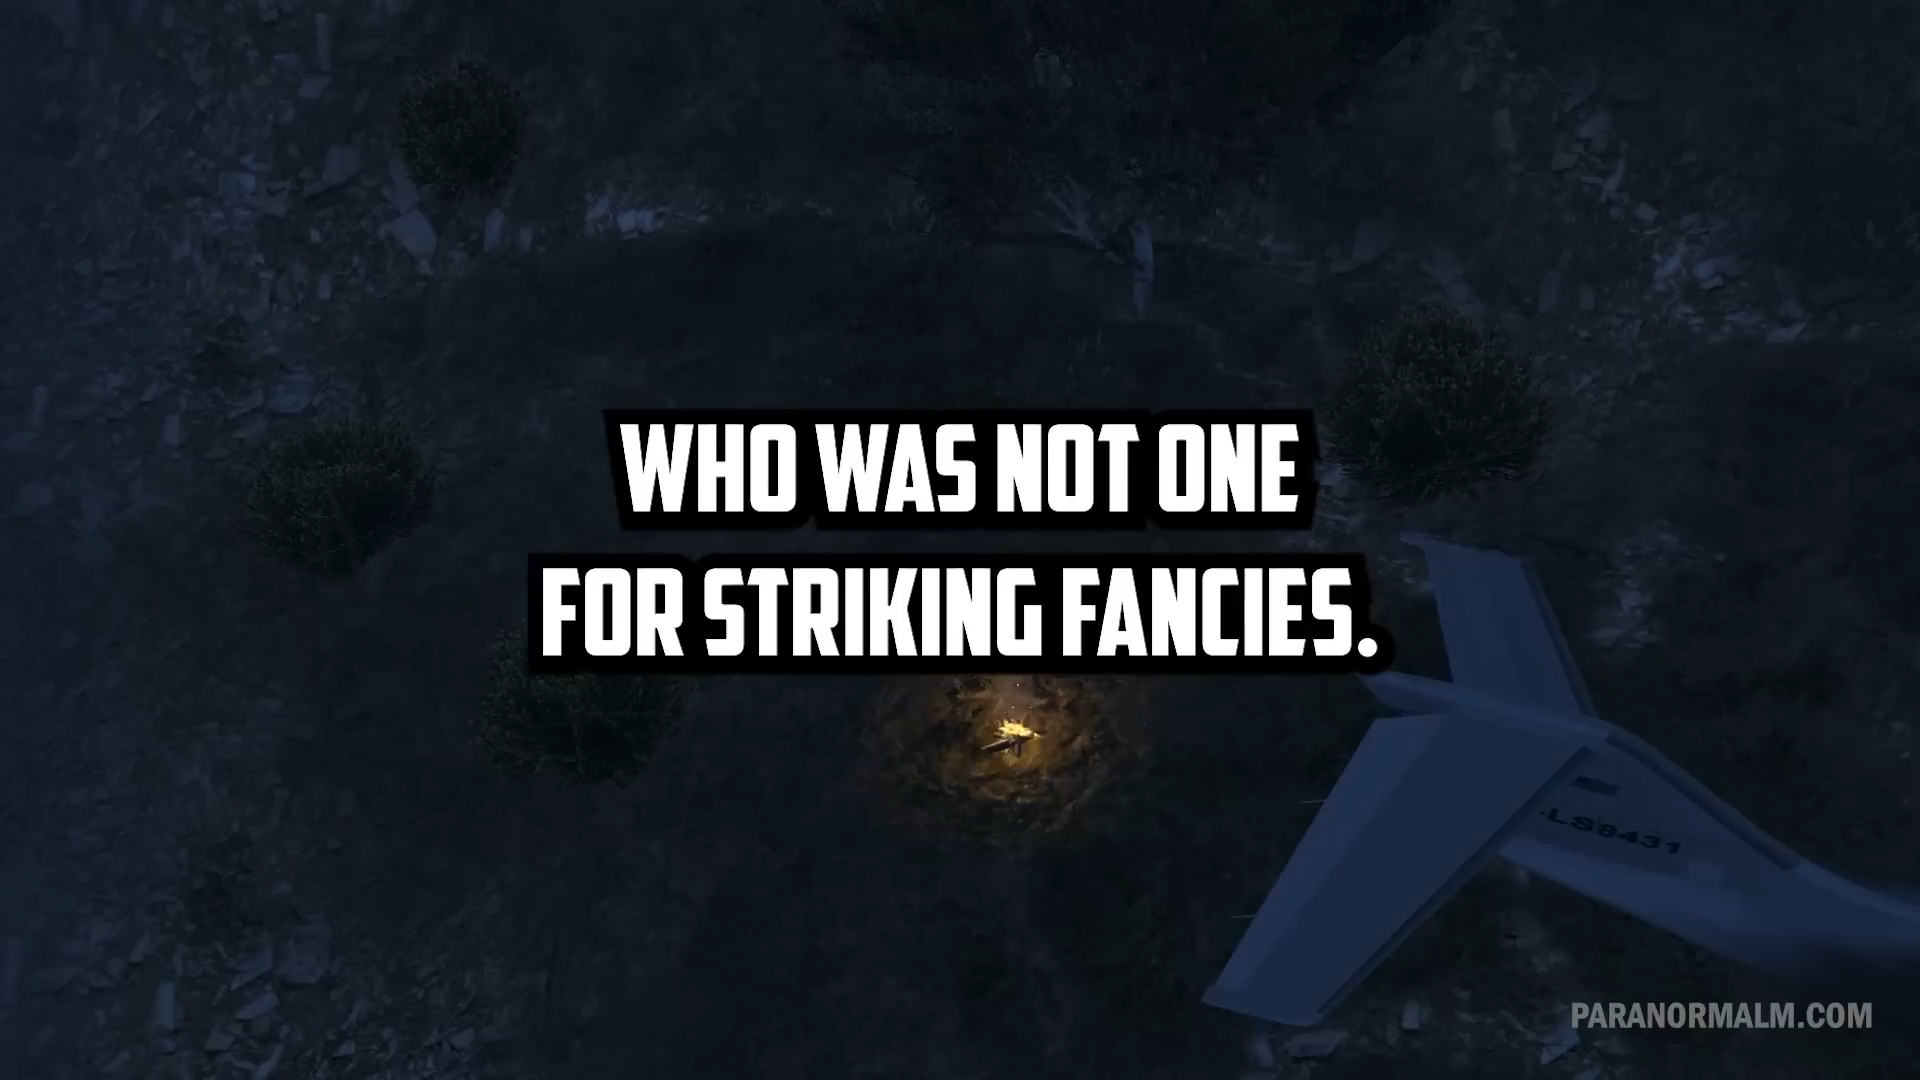 WHO WAS NOT ONE
FOR STRIKING FANCIES.
LS8431
PARANORMALM.COM